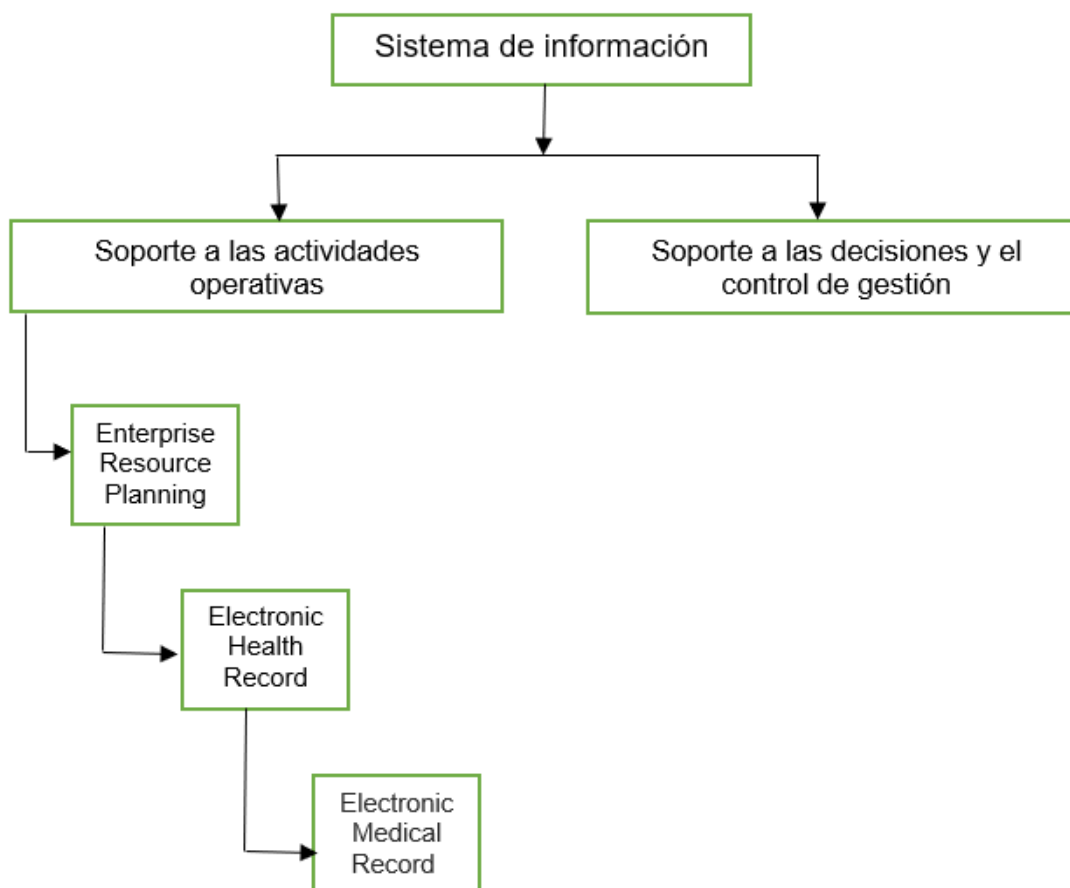 Sistema de información
Soporte a las actividades
operativas
Soporte a las decisiones y el
control de gestión
Enterprise
Resource
Planning
Electronic
Health
Record
Electronic
Medical
Record